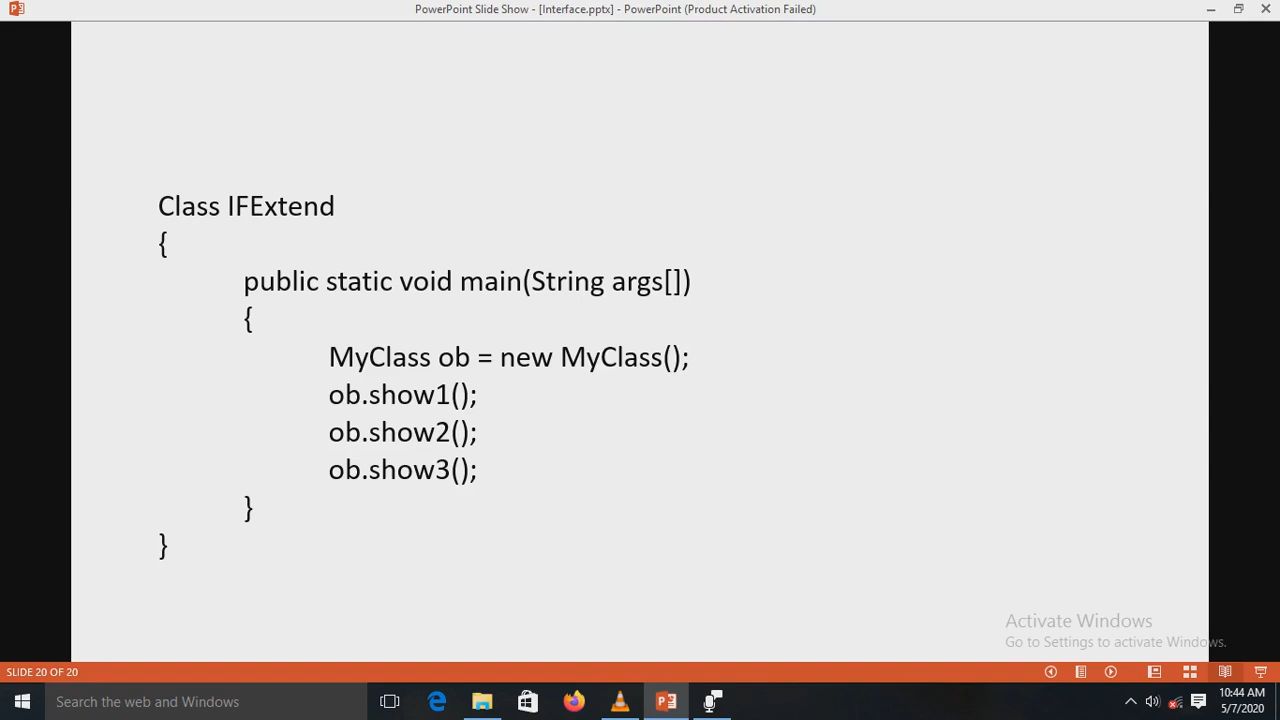 PowerPoint Slide Show - [Interface.pptx] - PowerPoint (Product Activation Failed)
Class IFExtend
{
public static void main(String args[])
{
MyClass ob = new MyClass();
ob.show1();
ob.show2();
ob.show3();
}
}
Activate Windows
Go to Settings to activate Windows.
SLIDE 20 OF 20
Search the web and Windows
10:44 AM
5/7/2020